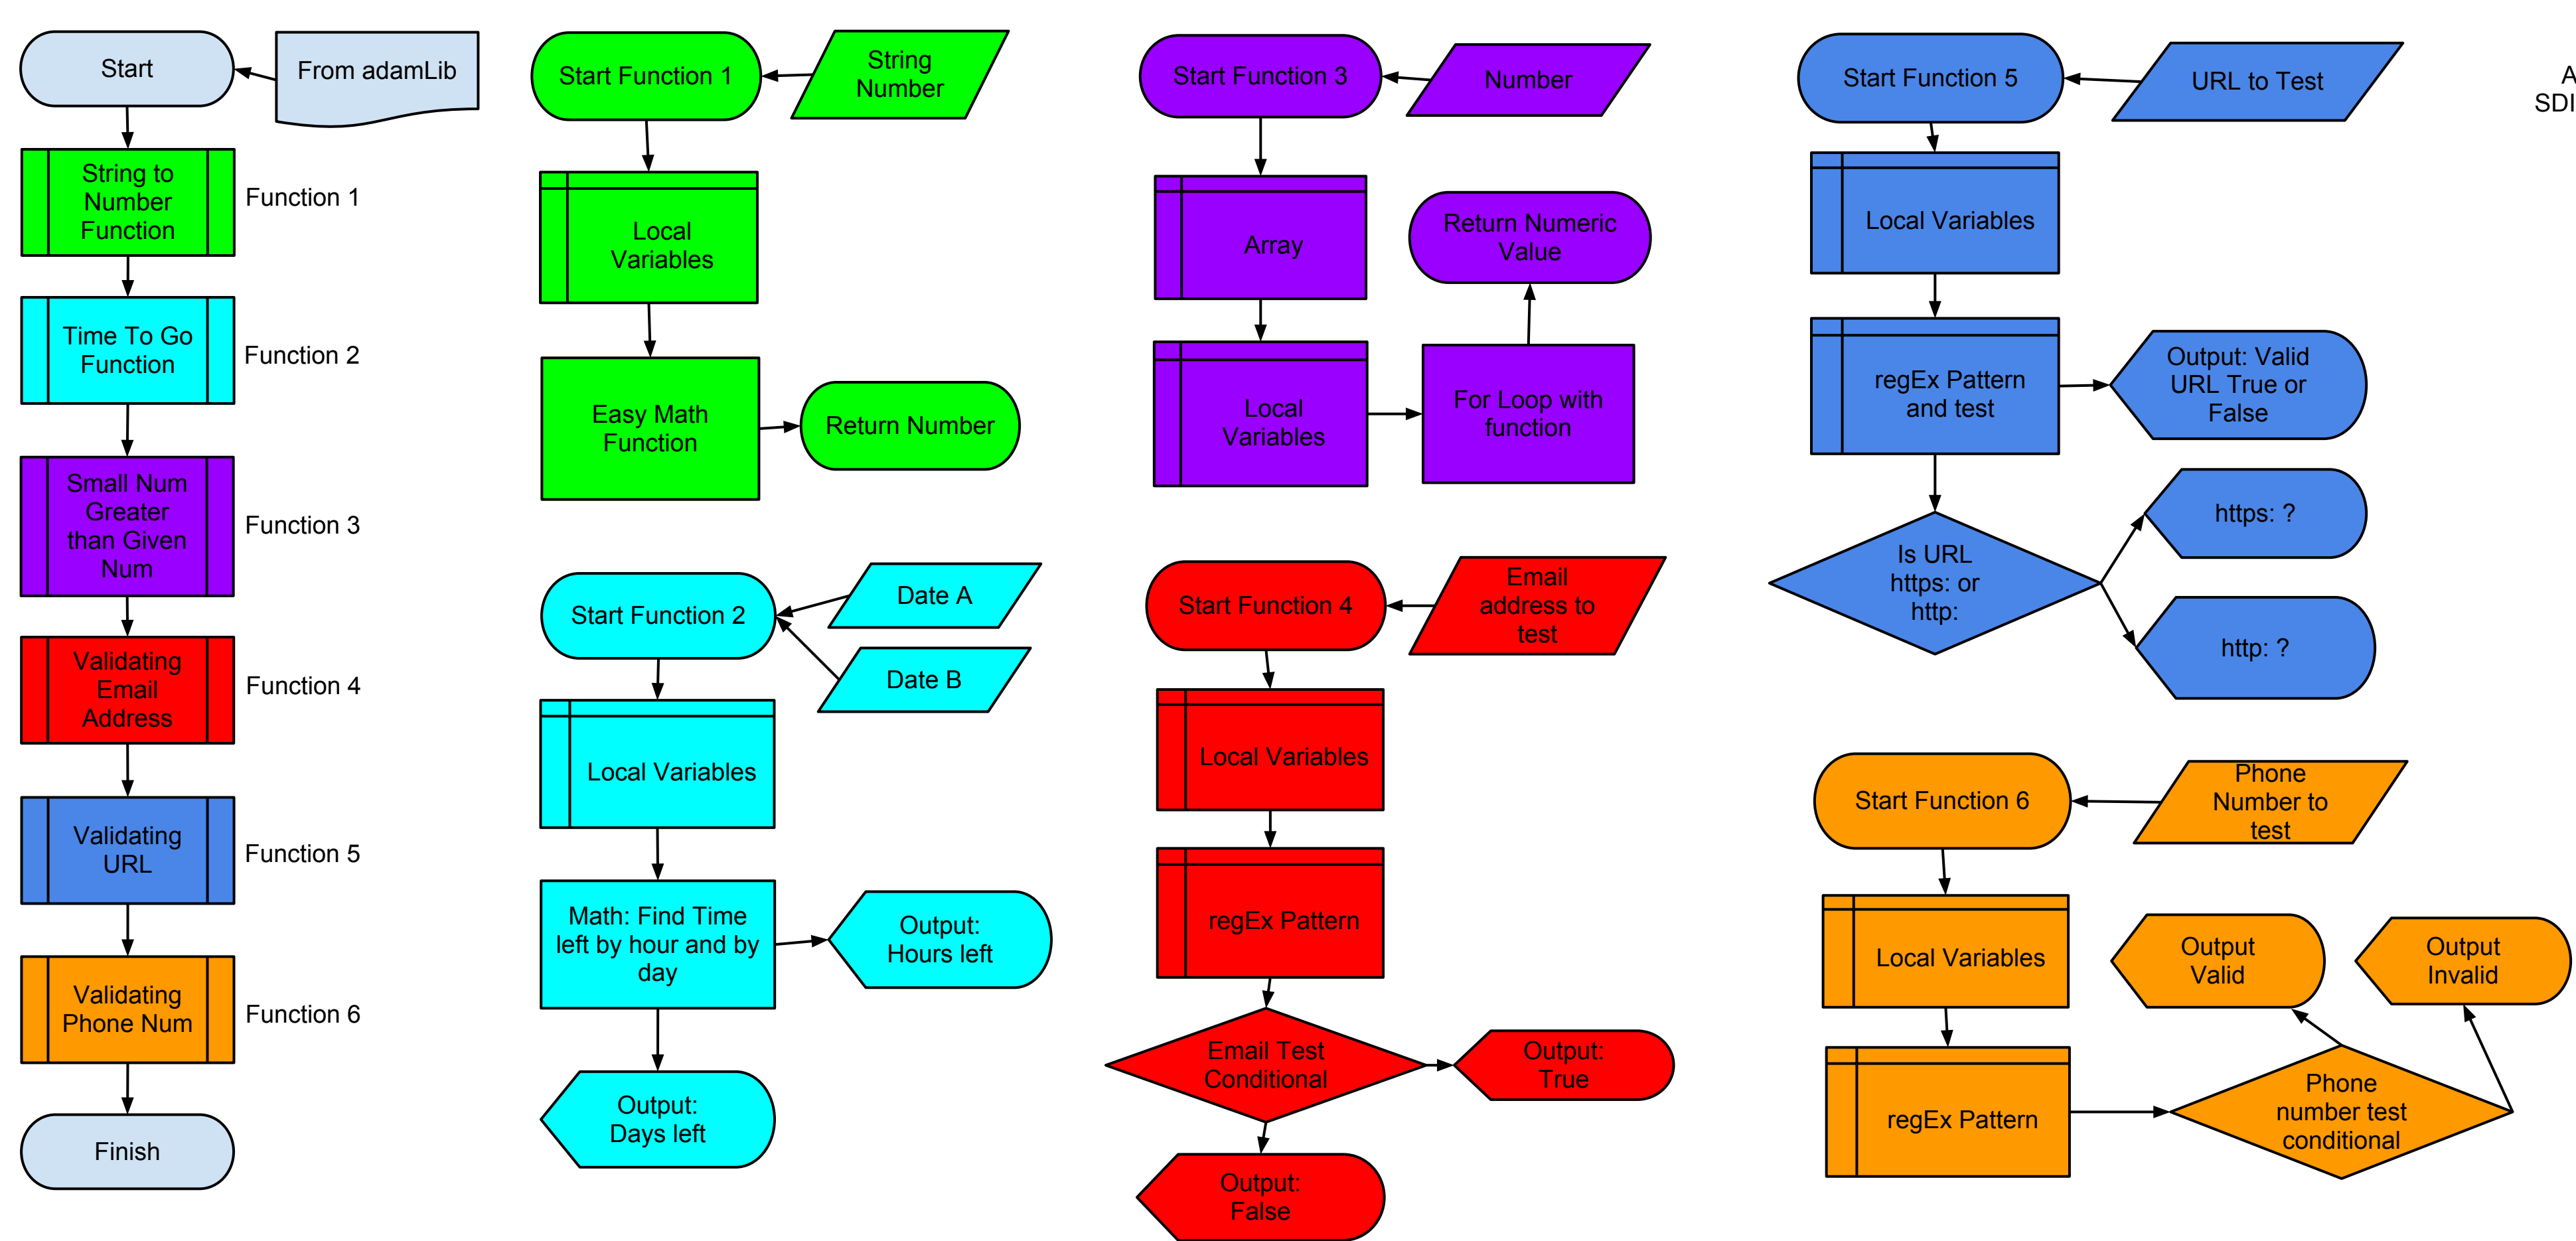 Start
From adamLib
String to
Number
Function
Function 1
Time To Go
Function
Function 2
Small Num
Greater
than Given
Num
Function 3
Validating
Email
Address
Function 4
Validating
URL
Function 5
Validating
Phone Num
Function 6
Finish
Start Function 1
String
Number
Local
Variables
Easy Math
Function
Return Number
Start Function 2
Date A
Date B
Local Variables
Math: Find Time
left by hour and by
day
Output:
Hours left
Output:
Days left
Start Function 3
Number
Array
Return Numeric
Value
Local
Variables
For Loop with
function
Start Function 4
Email
address to
test
Local Variables
regEx Pattern
Email Test
Conditional
Output:
True
Output:
False
Start Function 5
URL to Test
Local Variables
regEx Pattern
and test
Output: Valid
URL True or
False
Is URL
https: or
http:
https: ?
http: ?
Start Function 6
Phone
Number to
test
Local Variables
Output
Valid
Output
Invalid
regEx Pattern
Phone
number test
conditional
A
SDI